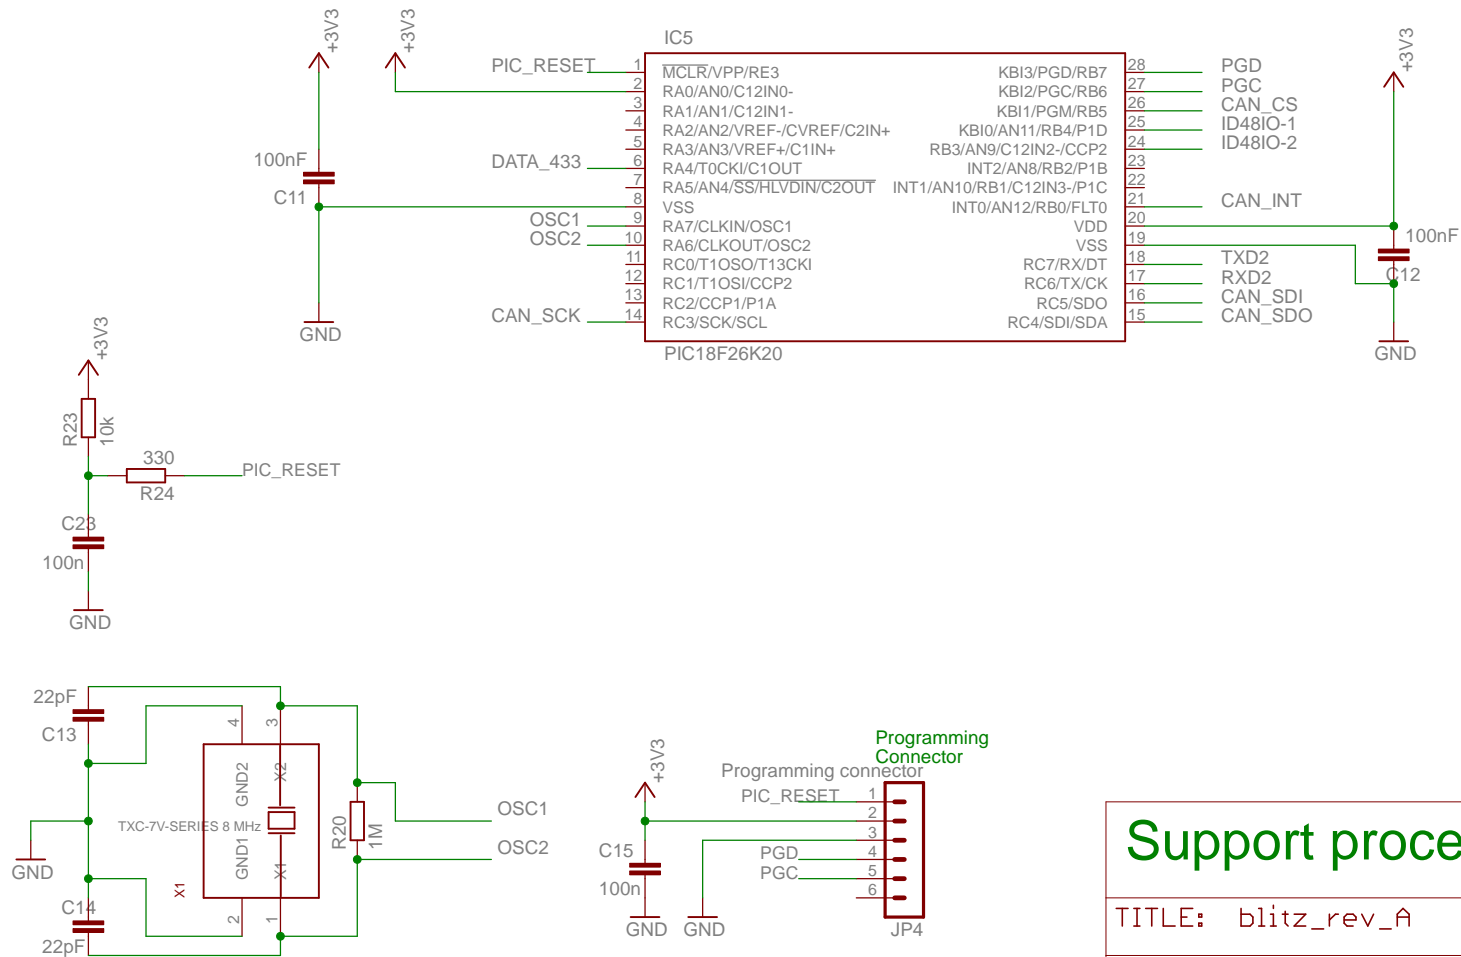 +3V3
+3V3
IC5
+3V3
PIC_RESET
1
MCLR/VPP/RE3
KBI3/PGD/RB7
28
PGD
2
RA0/AN0/C12IN0-
KBI2/PGC/RB6
27
PGC
3
RA1/AN1/C12IN1-
KBI1/PGM/RB5
26
CAN_CS
4
RA2/AN2/VREF-/CVREF/C2IN+
KBI0/AN11/RB4/P1D
25
ID48IO-1
5
RA3/AN3/VREF+/C1IN+
RB3/AN9/C12IN2-/CCP2
24
ID48IO-2
100nF
C11
DATA_433
6
RA4/T0CKI/C1OUT
INT2/AN8/RB2/P1B
23
7
RA5/AN4/SS/HLVDIN/C2OUT
INT1/AN10/RB1/C12IN3-/P1C
22
8
VSS
INT0/AN12/RB0/FLT0
21
CAN_INT
OSC1
9
RA7/CLKIN/OSC1
VDD
20
OSC2
10
RA6/CLKOUT/OSC2
VSS
19
100nF
C12
11
RC0/T1OSO/T13CKI
RC7/RX/DT
18
TXD2
12
RC1/T1OSI/CCP2
RC6/TX/CK
17
RXD2
13
RC2/CCP1/P1A
RC5/SDO
16
CAN_SDI
CAN_SCK
14
RC3/SCK/SCL
RC4/SDI/SDA
15
CAN_SDO
GND
PIC18F26K20
GND
+3V3
R23
10k
330
R24
PIC_RESET
C23
100n
GND
22pF
C13
4
3
GND2
X2
TXC-7V-SERIES 8 MHz
GND1
X1
X1
2
1
R20
1M
OSC1
OSC2
GND
C14
22pF
Programming
Connector
Programming connector
+3V3
PIC_RESET
1
2
3
PGD
4
PGC
5
6
C15
100n
GND
GND
JP4
Support proce
TITLE: blitz_rev_A